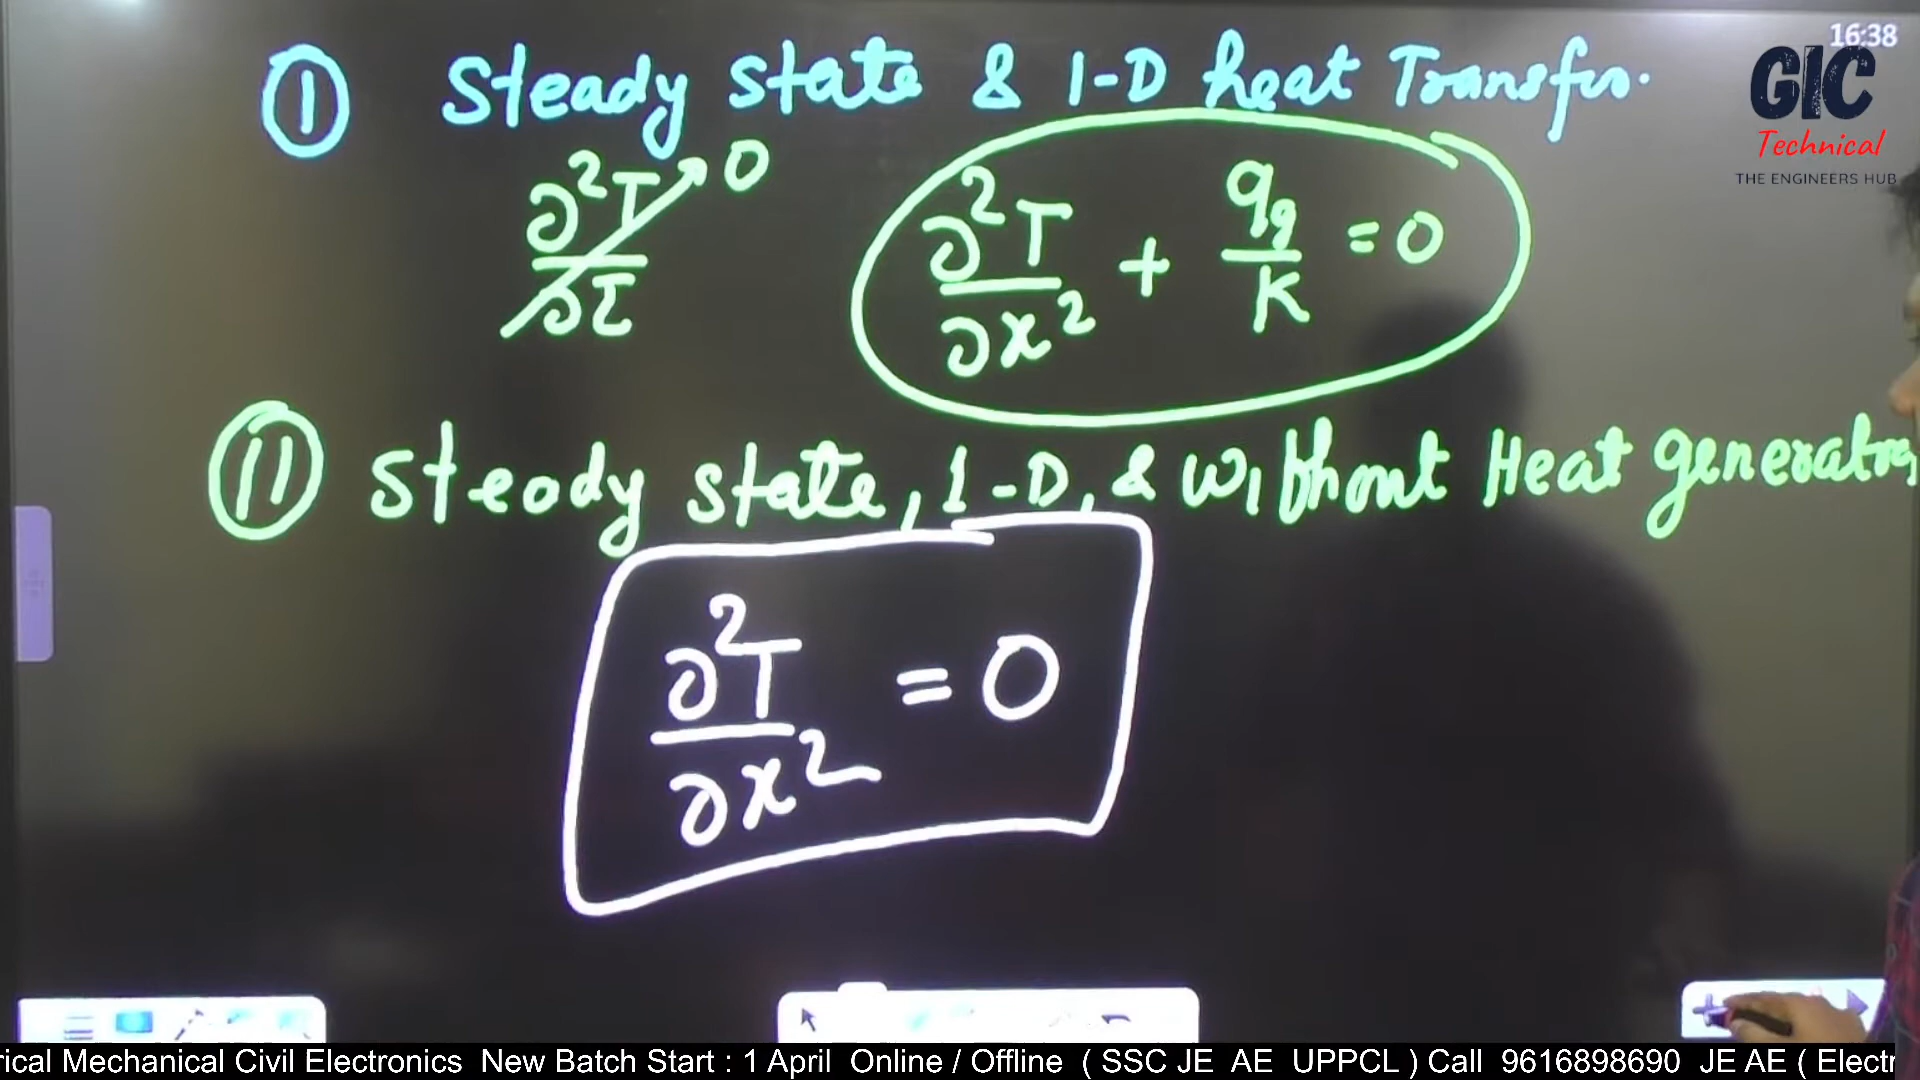 16:38
GIC
Technical
THE ENGINEERS HUB
I Steady state & 1-D heat Transfer.
∂²T/∂τ → 0
∂²T/∂x² + qg/K = 0
II Steady state, 1-D, & Without Heat generation
∂²T/∂x² = 0
rical Mechanical Civil Electronics New Batch Start : 1 April Online / Offline ( SSC JE AE UPPCL ) Call 9616898690 JE AE ( Electr